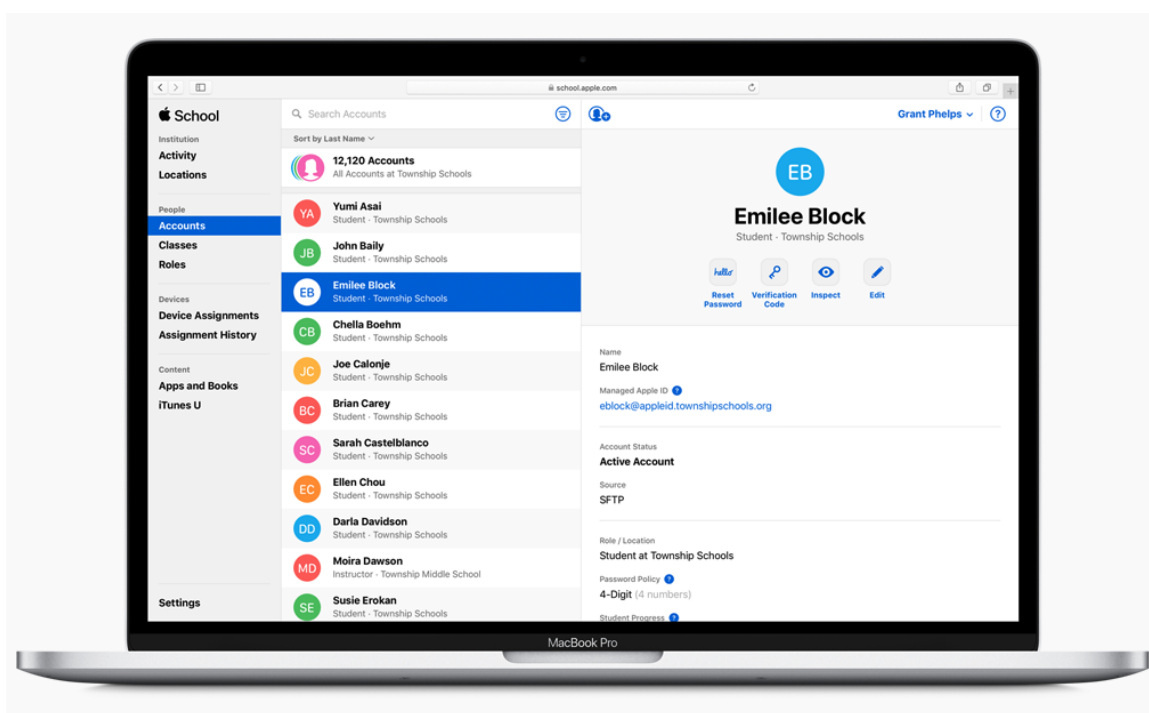 school.apple.com
School
Institution
Activity
Locations
People
Accounts
Classes
Roles
Devices
Device Assignments
Assignment History
Content
Apps and Books
iTunes U
Settings
Search Accounts
Sort by Last Name
12,120 Accounts
All Accounts at Township Schools
YA
Yumi Asai
Student - Township Schools
JB
John Baily
Student - Township Schools
EB
Emilee Block
Student - Township Schools
CB
Chella Boehm
Student - Township Schools
JC
Joe Calonje
Student - Township Schools
BC
Brian Carey
Student - Township Schools
SC
Sarah Castelblanco
Student - Township Schools
EC
Ellen Chou
Student - Township Schools
DD
Darla Davidson
Student - Township Schools
MD
Moira Dawson
Instructor - Township Middle School
SE
Susie Erokan
Student - Township Schools
Grant Phelps
?
EB
Emilee Block
Student - Township Schools
hello
Reset
Password
Verification
Code
Inspect
Edit
Name
Emilee Block
Managed Apple ID ?
eblock@appleid.townshipschools.org
Account Status
Active Account
Source
SFTP
Role / Location
Student at Township Schools
Password Policy ?
4-Digit (4 numbers)
Student Progress ?
MacBook Pro